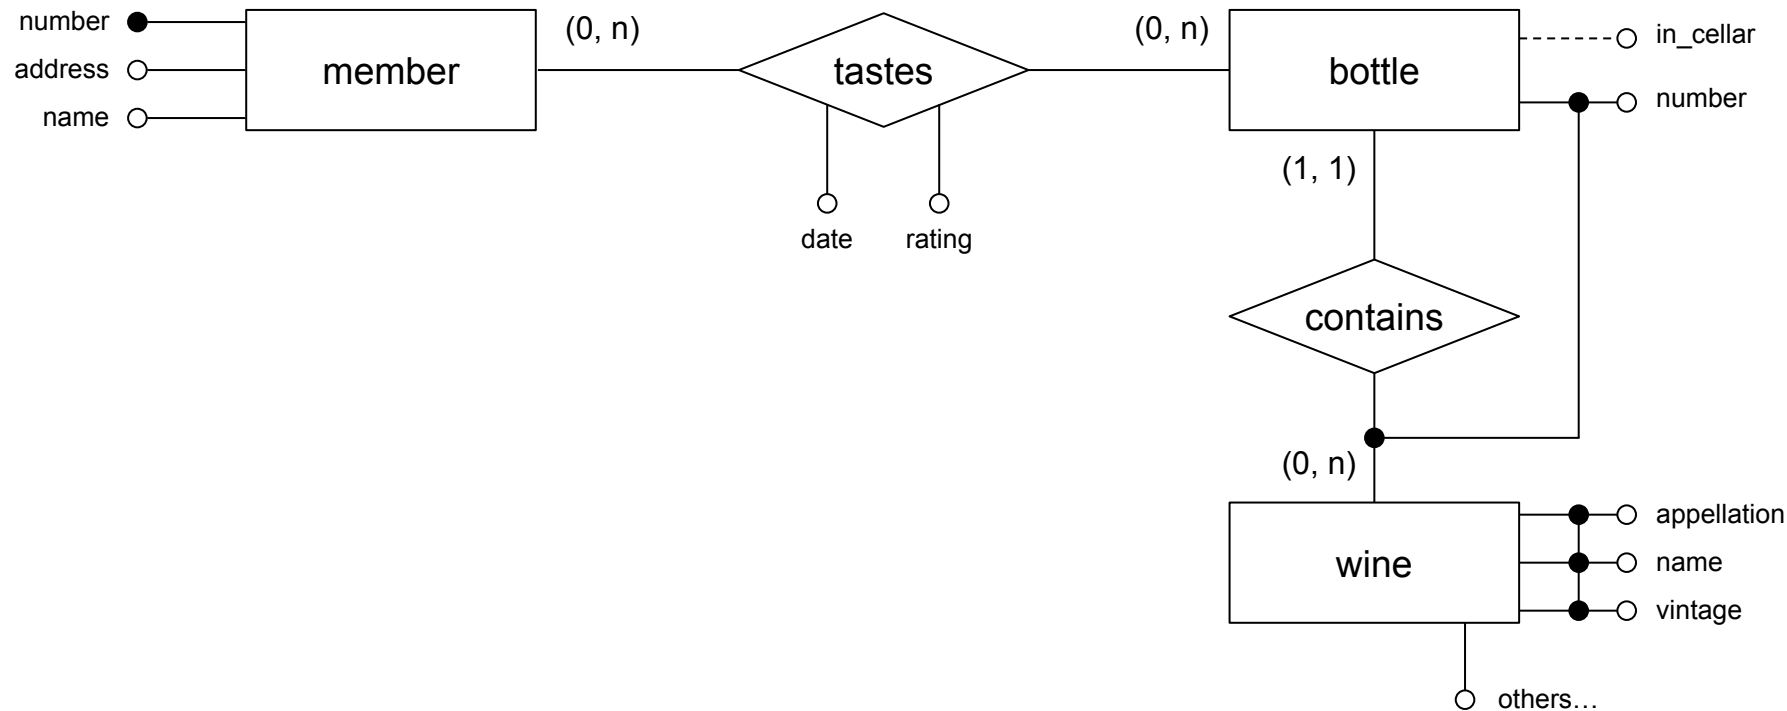 number
address
name
member
(0, n)
tastes
date
rating
(0, n)
bottle
in_cellar
number
(1, 1)
contains
(0, n)
wine
appellation
name
vintage
others…